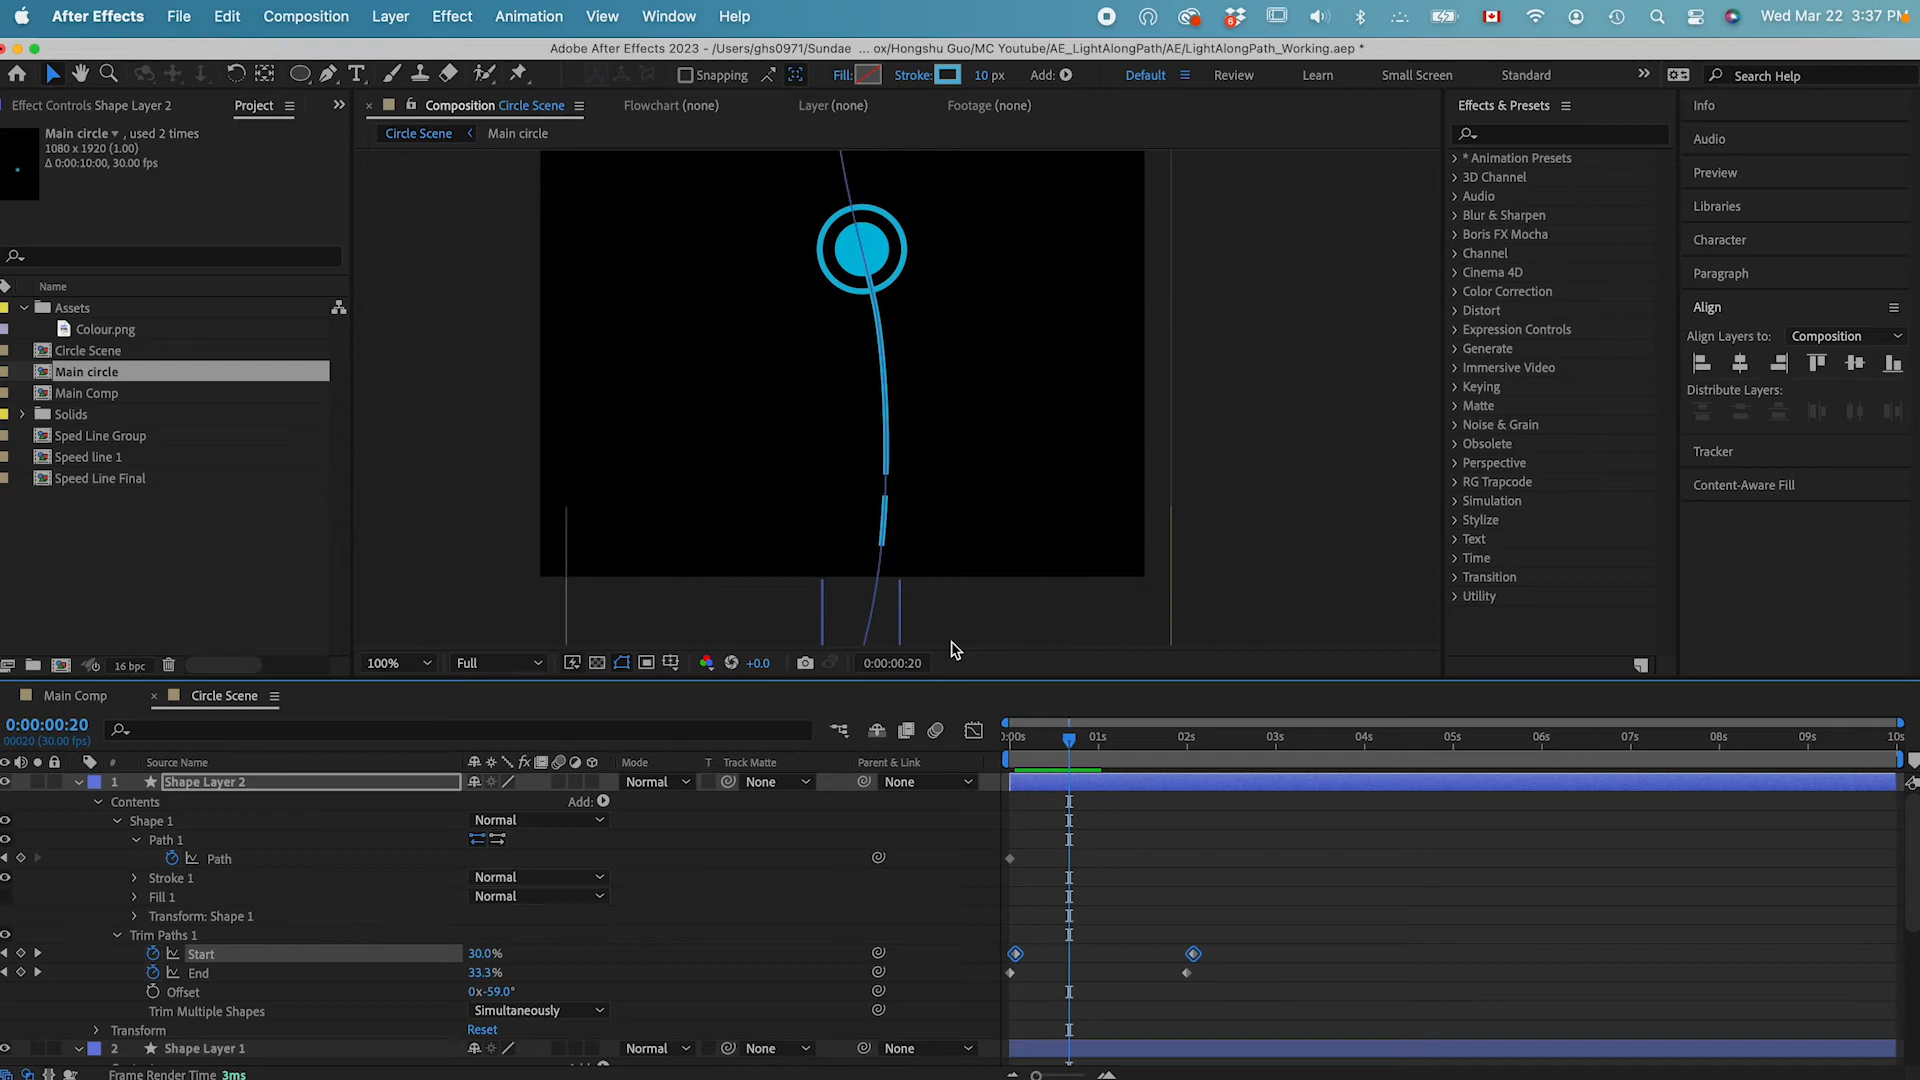 After Effects File Edit Composition Layer Effect Animation View Window Help Wed Mar 22 3:37 PM
Adobe After Effects 2023 - /Users/ghs0971/Sundae ... ox/Hongshu Guo/MC Youtube/AE_LightAlongPath/AE/LightAlongPath_Working.aep *
Snapping Fill: Stroke: 10 px Add: Default Review Learn Small Screen Standard Search Help
Effect Controls Shape Layer 2 Project
Composition Circle Scene Flowchart (none) Layer (none) Footage (none)
Circle Scene Main circle
Main circle , used 2 times
1080 x 1920 (1.00)
Δ 0:00:10:00, 30.00 fps
Name
Assets
Colour.png
Circle Scene
Main circle
Main Comp
Solids
Sped Line Group
Speed line 1
Speed Line Final
16 bpc
100% Full +0.0 0:00:00:20
Effects & Presets
* Animation Presets
3D Channel
Audio
Blur & Sharpen
Boris FX Mocha
Channel
Cinema 4D
Color Correction
Distort
Expression Controls
Generate
Immersive Video
Keying
Matte
Noise & Grain
Obsolete
Perspective
RG Trapcode
Simulation
Stylize
Text
Time
Transition
Utility
Info
Audio
Preview
Libraries
Character
Paragraph
Align
Align Layers to: Composition
Distribute Layers:
Tracker
Content-Aware Fill
Main Comp Circle Scene
0:00:00:20
00020 (30.00 fps)
:00s 01s 02s 03s 04s 05s 06s 07s 08s 09s 10s
# Source Name Mode T Track Matte Parent & Link
1 Shape Layer 2 Normal None None
Contents Add:
Shape 1 Normal
Path 1
Path
Stroke 1 Normal
Fill 1 Normal
Transform: Shape 1
Trim Paths 1
Start 30.0%
End 33.3%
Offset 0x-59.0°
Trim Multiple Shapes Simultaneously
Transform Reset
2 Shape Layer 1 Normal None None
Frame Render Time 3ms